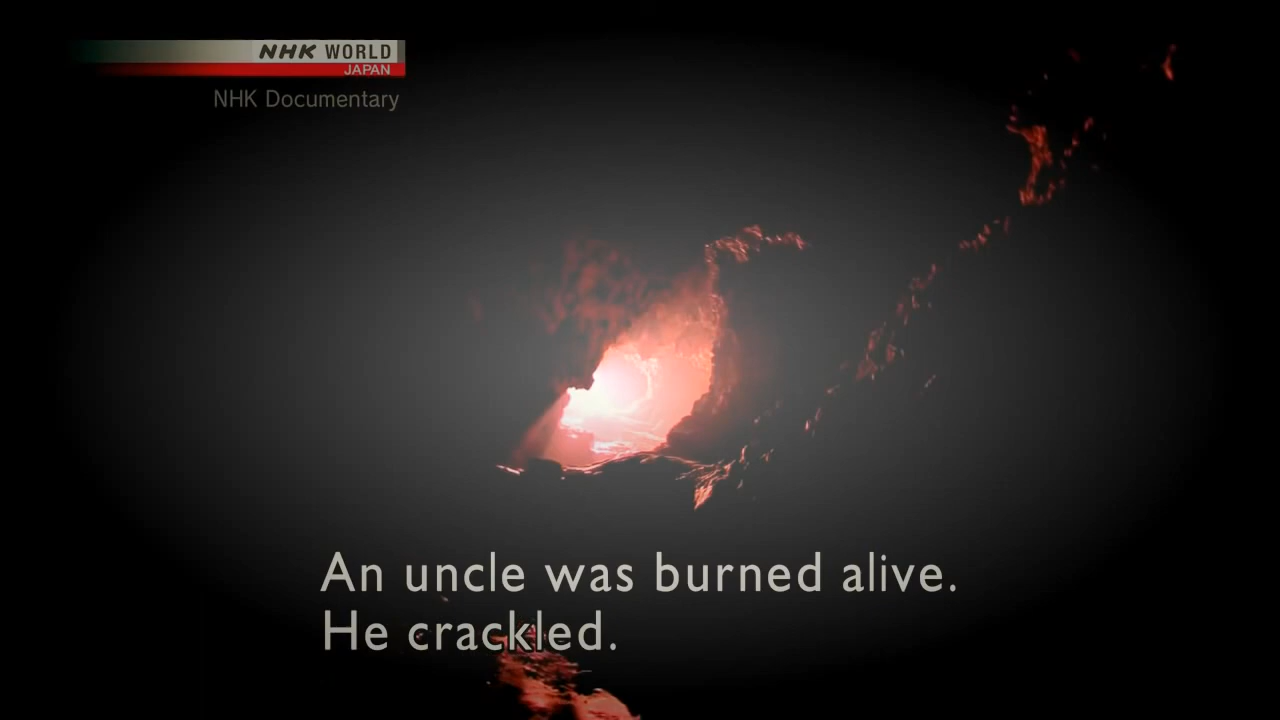 NHK WORLD
JAPAN
NHK Documentary
An uncle was burned alive.
He crackled.